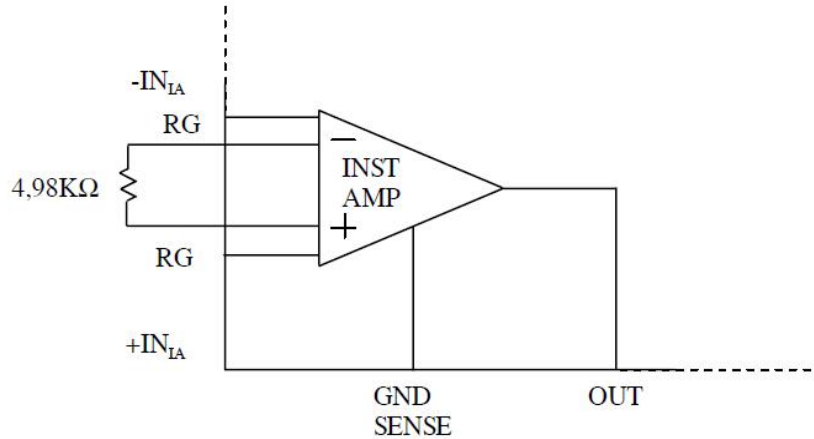 -IN_IA
RG
4,98KΩ
−
INST
AMP
+
RG
+IN_IA
GND
SENSE
OUT